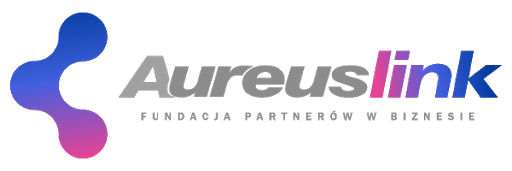 Aureuslink
FUNDACJA PARTNERÓW W BIZNESIE